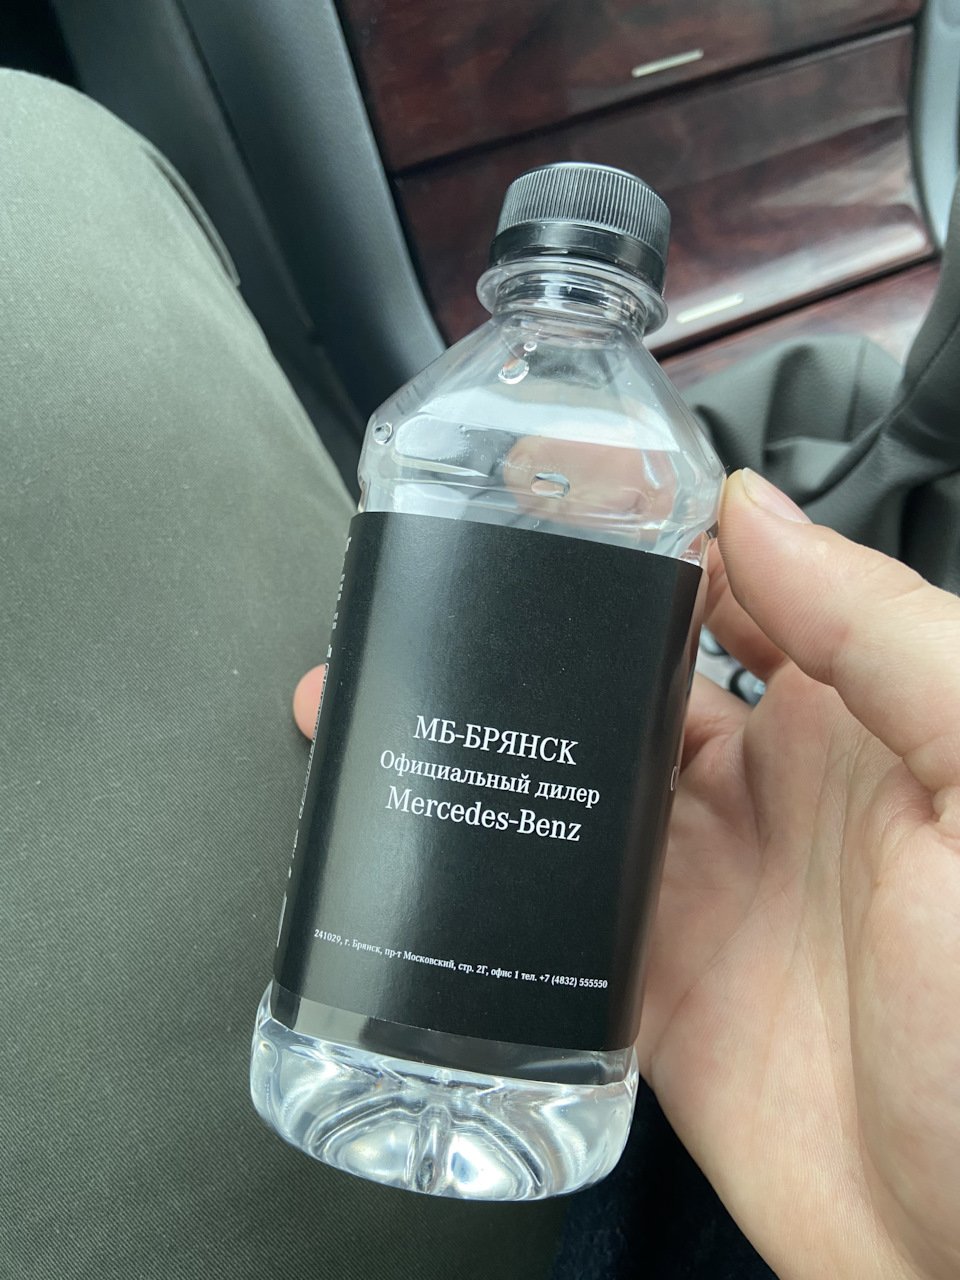 МБ-БРЯНСК
Официальный дилер
Mercedes-Benz
241029, г. Брянск, пр-т Московский, стр. 2Г, офис 1 тел. +7 (4832) 555550